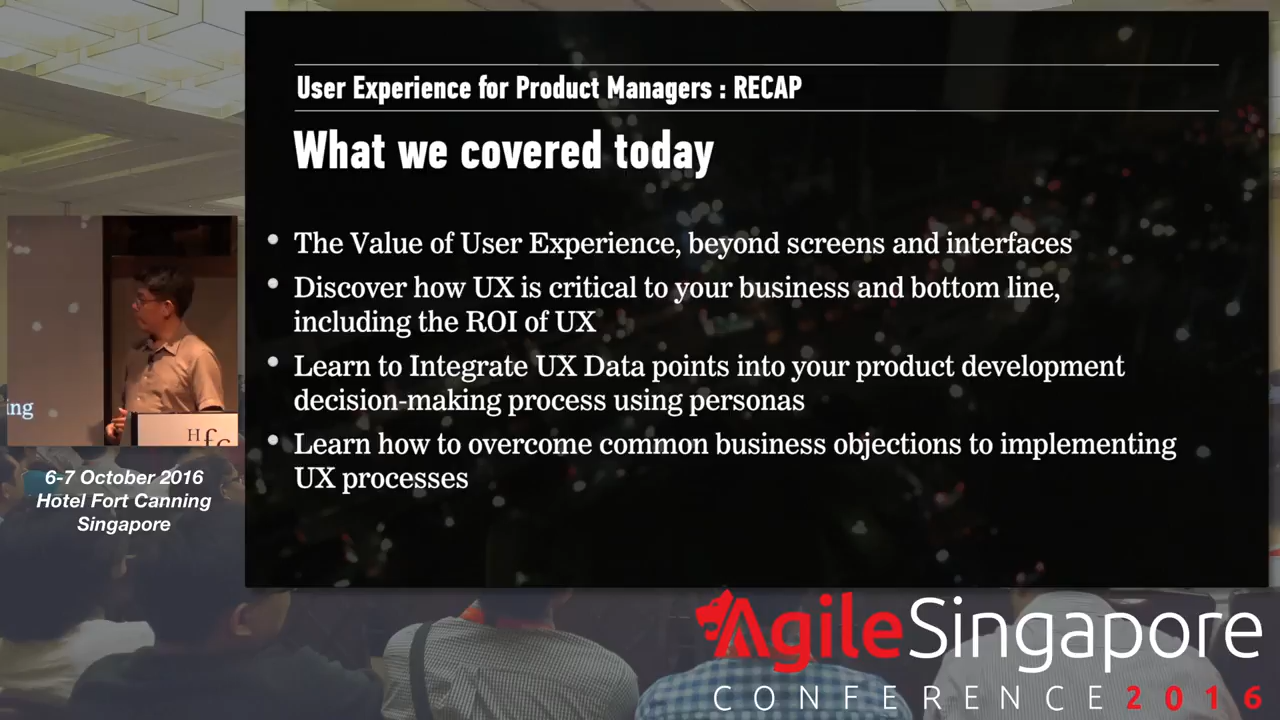 User Experience for Product Managers : RECAP
What we covered today
• The Value of User Experience, beyond screens and interfaces
• Discover how UX is critical to your business and bottom line,
including the ROI of UX
• Learn to Integrate UX Data points into your product development
decision-making process using personas
• Learn how to overcome common business objections to implementing
UX processes
ing
Hfc
6-7 October 2016
Hotel Fort Canning
Singapore
AgileSingapore
CONFERENCE 2016